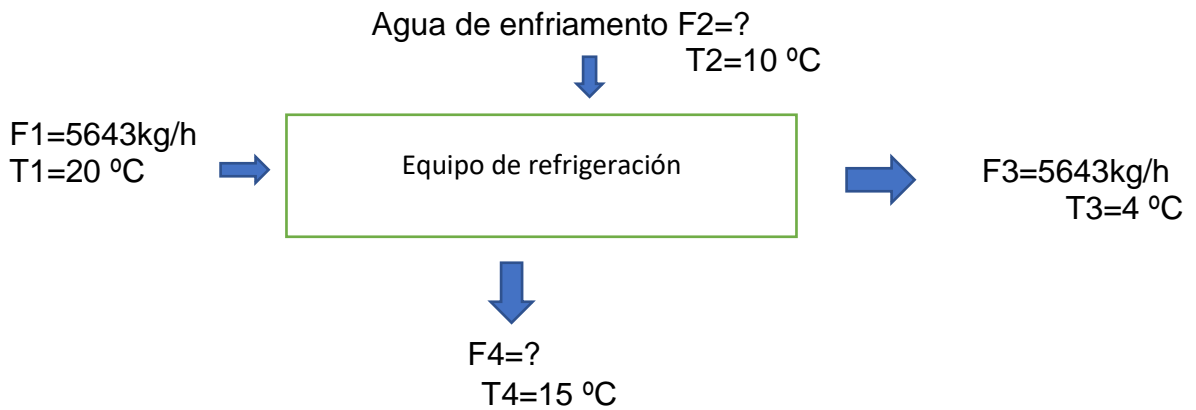 Agua de enfriamento F2=?
T2=10 ºC
F1=5643kg/h
T1=20 ºC
Equipo de refrigeración
F3=5643kg/h
T3=4 ºC
F4=?
T4=15 ºC